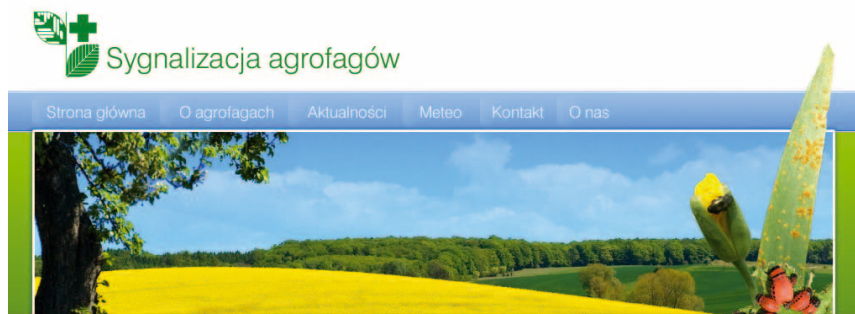 Sygnalizacja agrofagów
Strona główna O agrofagach Aktualności Meteo Kontakt O nas